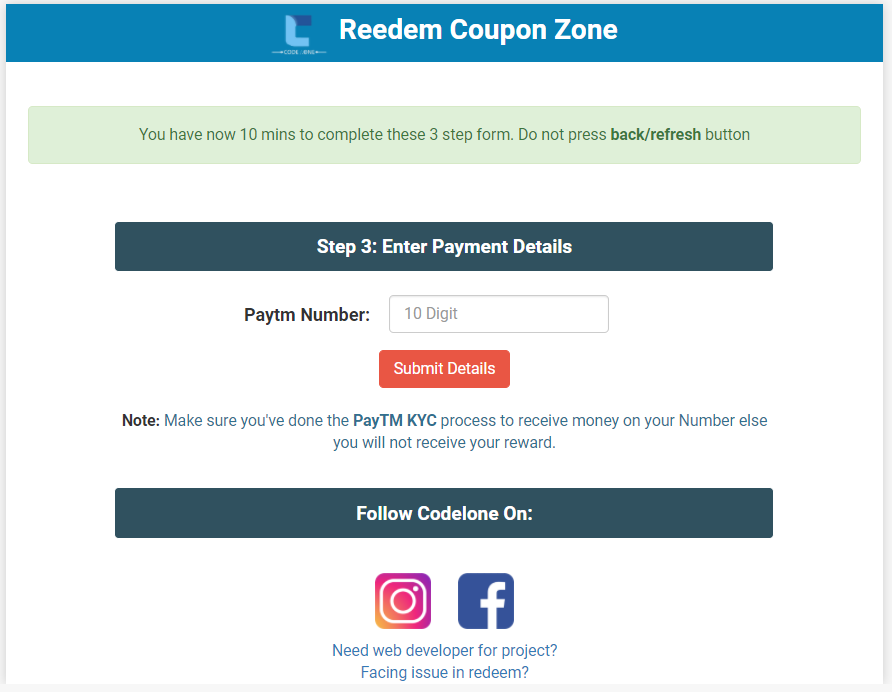 Reedem Coupon Zone
You have now 10 mins to complete these 3 step form. Do not press back/refresh button
Step 3: Enter Payment Details
Paytm Number: 10 Digit
Submit Details
Note: Make sure you've done the PayTM KYC process to receive money on your Number else
you will not receive your reward.
Follow Codelone On:
Need web developer for project?
Facing issue in redeem?